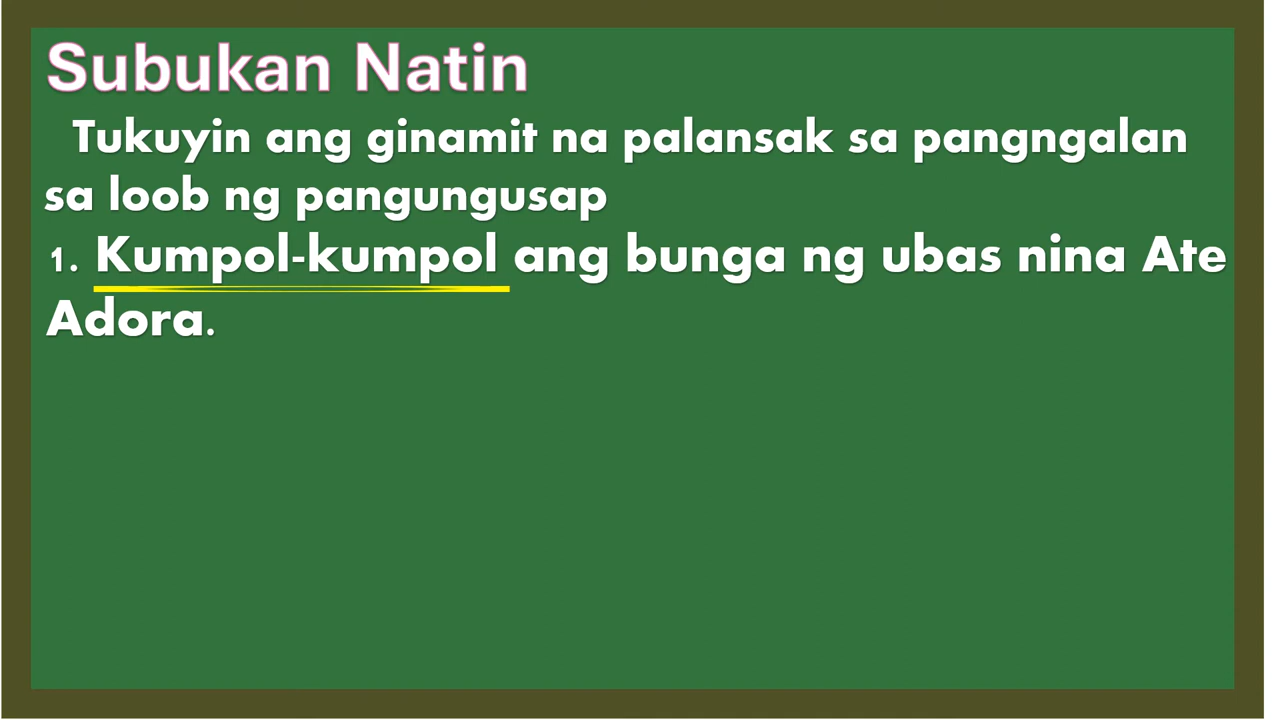 Subukan Natin
Tukuyin ang ginamit na palansak sa pangngalan
sa loob ng pangungusap
1. Kumpol-kumpol ang bunga ng ubas nina Ate
Adora.